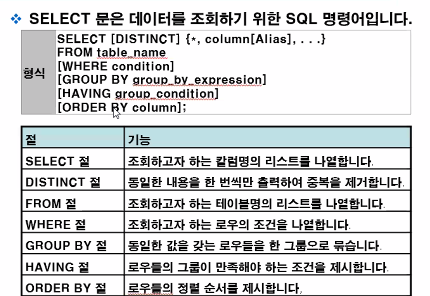 ❖ SELECT 문은 데이터를 조회하기 위한 SQL 명령어입니다.
형식
SELECT [DISTINCT] {*, column[Alias], . . .}
FROM table_name
[WHERE condition]
[GROUP BY group_by_expression]
[HAVING group_condition]
[ORDER BY column];
절 기능
SELECT 절 조회하고자 하는 칼럼명의 리스트를 나열합니다.
DISTINCT 절 동일한 내용을 한 번씩만 출력하여 중복을 제거합니다.
FROM 절 조회하고자 하는 테이블명의 리스트를 나열합니다.
WHERE 절 조회하고자 하는 로우의 조건을 나열합니다.
GROUP BY 절 동일한 값을 갖는 로우들을 한 그룹으로 묶습니다.
HAVING 절 로우들의 그룹이 만족해야 하는 조건을 제시합니다.
ORDER BY 절 로우들의 정렬 순서를 제시합니다.